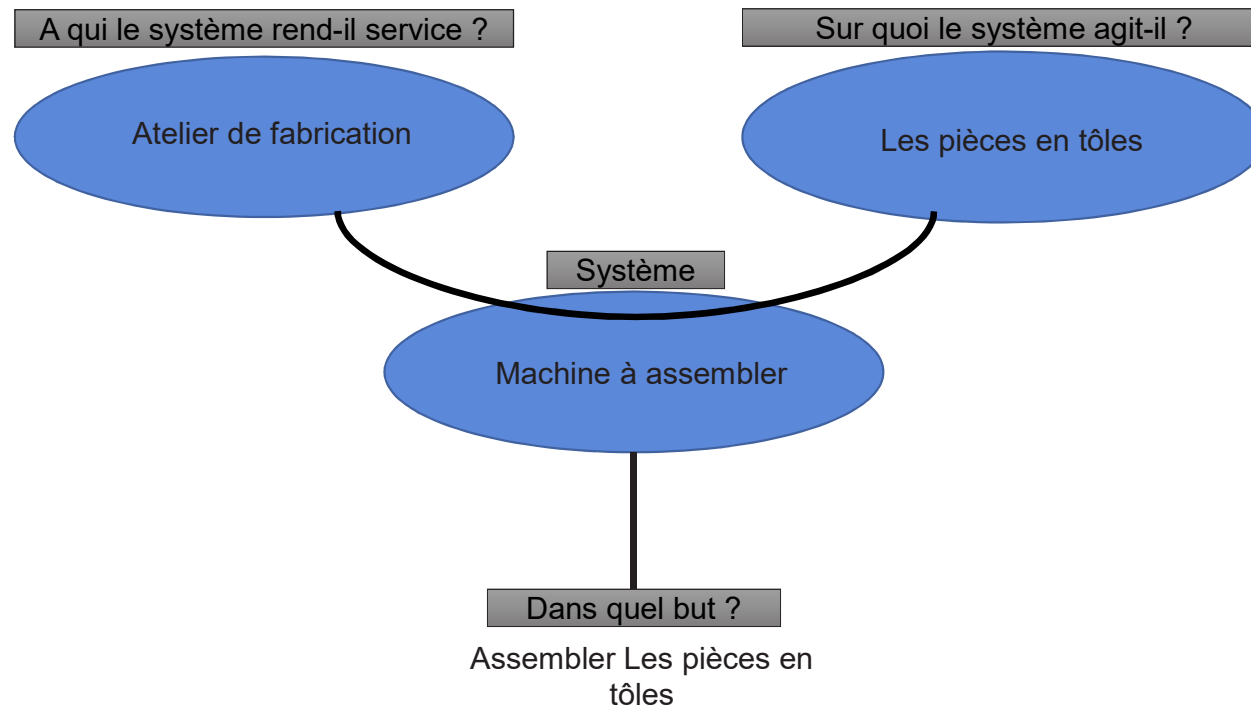 A qui le système rend-il service ?
Sur quoi le système agit-il ?
Atelier de fabrication
Les pièces en tôles
Système
Machine à assembler
Dans quel but ?
Assembler Les pièces en
tôles